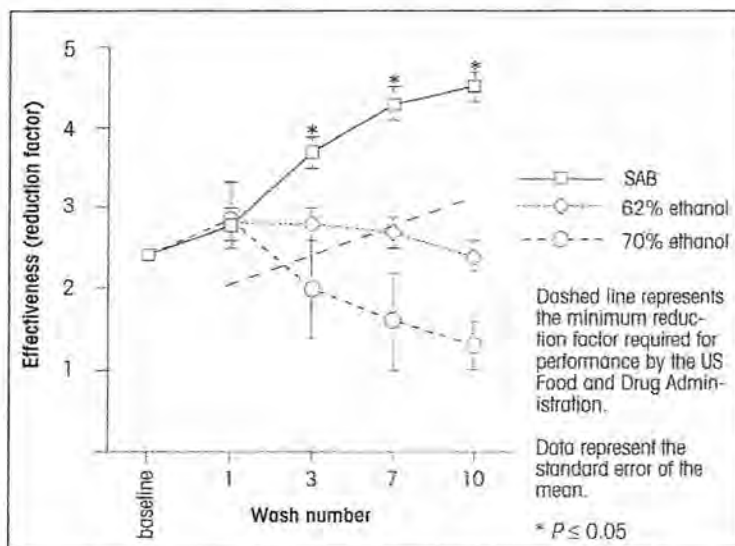 5
4
3
2
1
Effectiveness (reduction factor)
* * *
baseline 1 3 7 10
Wash number
SAB
62% ethanol
70% ethanol
Dashed line represents
the minimum reduc-
tion factor required for
performance by the US
Food and Drug Admin-
istration.
Data represent the
standard error of the
mean.
* P ≤ 0.05